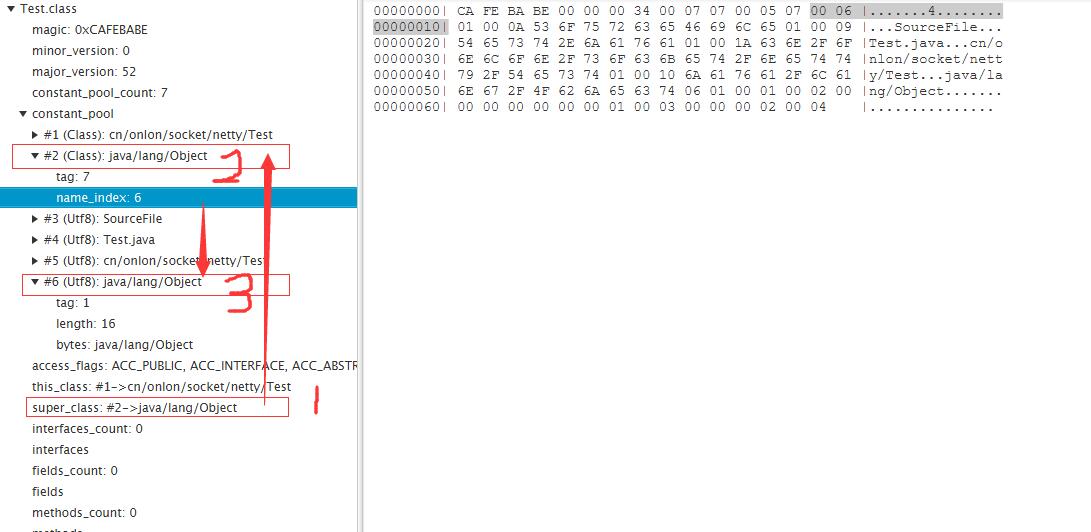 Test.class
magic: 0xCAFEBABE
minor_version: 0
major_version: 52
constant_pool_count: 7
constant_pool
#1 (Class): cn/onlon/socket/netty/Test
#2 (Class): java/lang/Object
2
tag: 7
name_index: 6
#3 (Utf8): SourceFile
#4 (Utf8): Test.java
#5 (Utf8): cn/onlon/socket/netty/Test
#6 (Utf8): java/lang/Object
3
tag: 1
length: 16
bytes: java/lang/Object
access_flags: ACC_PUBLIC, ACC_INTERFACE, ACC_ABSTR
this_class: #1->cn/onlon/socket/netty/Test
super_class: #2->java/lang/Object
1
interfaces_count: 0
interfaces
fields_count: 0
fields
methods_count: 0
00000000| CA FE BA BE 00 00 00 34 00 07 07 00 05 07 00 06 |.......4........
00000010| 01 00 0A 53 6F 75 72 63 65 46 69 6C 65 01 00 09 |...SourceFile...
00000020| 54 65 73 74 2E 6A 61 76 61 01 00 1A 63 6E 2F 6F |Test.java...cn/o
00000030| 6E 6C 6F 6E 2F 73 6F 63 6B 65 74 2F 6E 65 74 74 |nlon/socket/nett
00000040| 79 2F 54 65 73 74 01 00 10 6A 61 76 61 2F 6C 61 |y/Test...java/la
00000050| 6E 67 2F 4F 62 6A 65 63 74 06 01 00 01 00 02 00 |ng/Object.......
00000060| 00 00 00 00 00 00 01 00 03 00 00 00 02 00 04 |...............